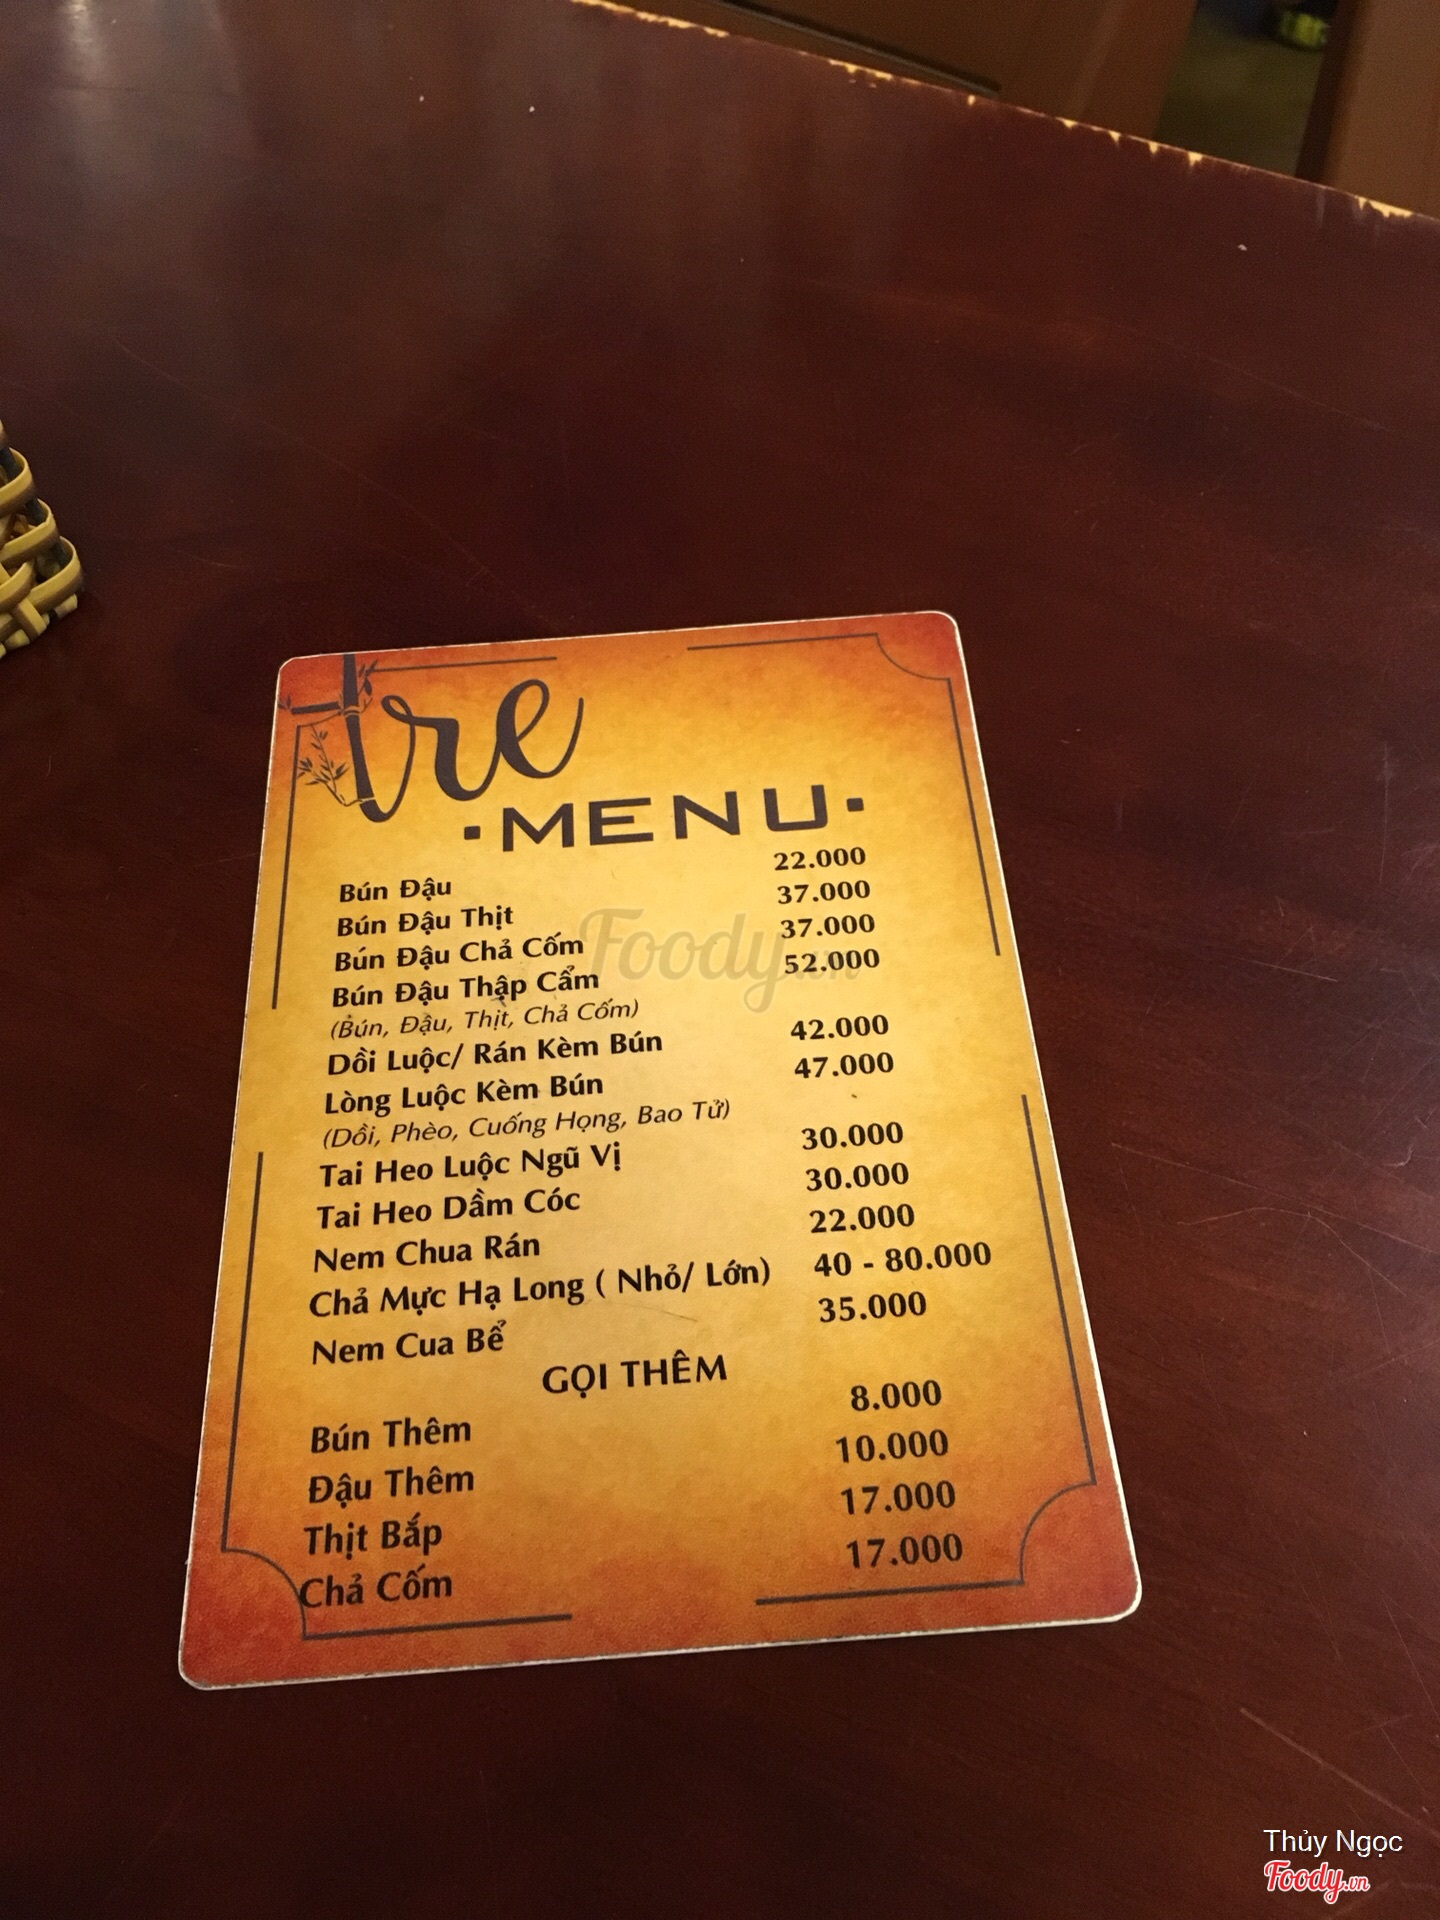 tre
·MENU·
Bún Đậu 22.000
Bún Đậu Thịt 37.000
Bún Đậu Chả Cốm 37.000
Bún Đậu Thập Cẩm 52.000
(Bún, Đậu, Thịt, Chả Cốm)
Dồi Luộc/ Rán Kèm Bún 42.000
Lòng Luộc Kèm Bún 47.000
(Dồi, Phèo, Cuống Họng, Bao Tử)
Tai Heo Luộc Ngũ Vị 30.000
Tai Heo Dầm Cóc 30.000
Nem Chua Rán 22.000
Chả Mực Hạ Long ( Nhỏ/ Lớn) 40 - 80.000
Nem Cua Bể 35.000
GỌI THÊM
Bún Thêm 8.000
Đậu Thêm 10.000
Thịt Bắp 17.000
Chả Cốm 17.000
Foody.vn
Thủy Ngọc
Foody.vn